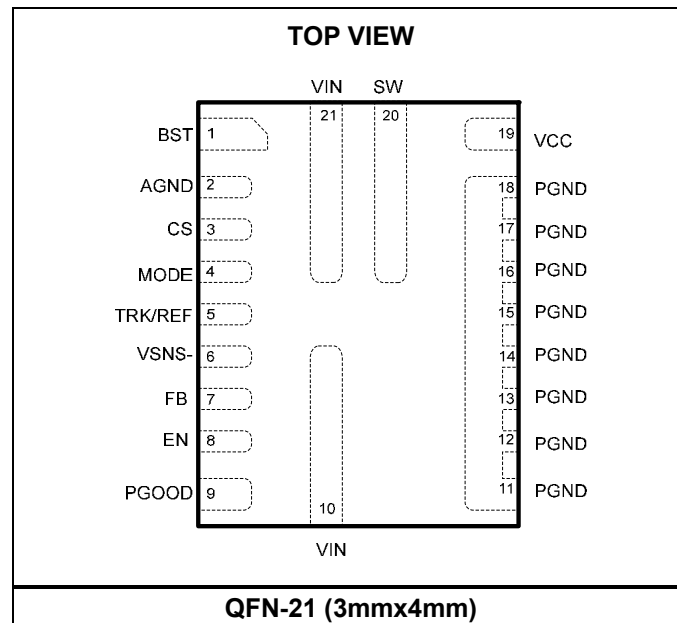 TOP VIEW
VIN SW
21 20
BST 1 19 VCC
AGND 2 18 PGND
CS 3 17 PGND
MODE 4 16 PGND
TRK/REF 5 15 PGND
VSNS- 6 14 PGND
FB 7 13 PGND
EN 8 12 PGND
PGOOD 9 11 PGND
10
VIN
QFN-21 (3mmx4mm)